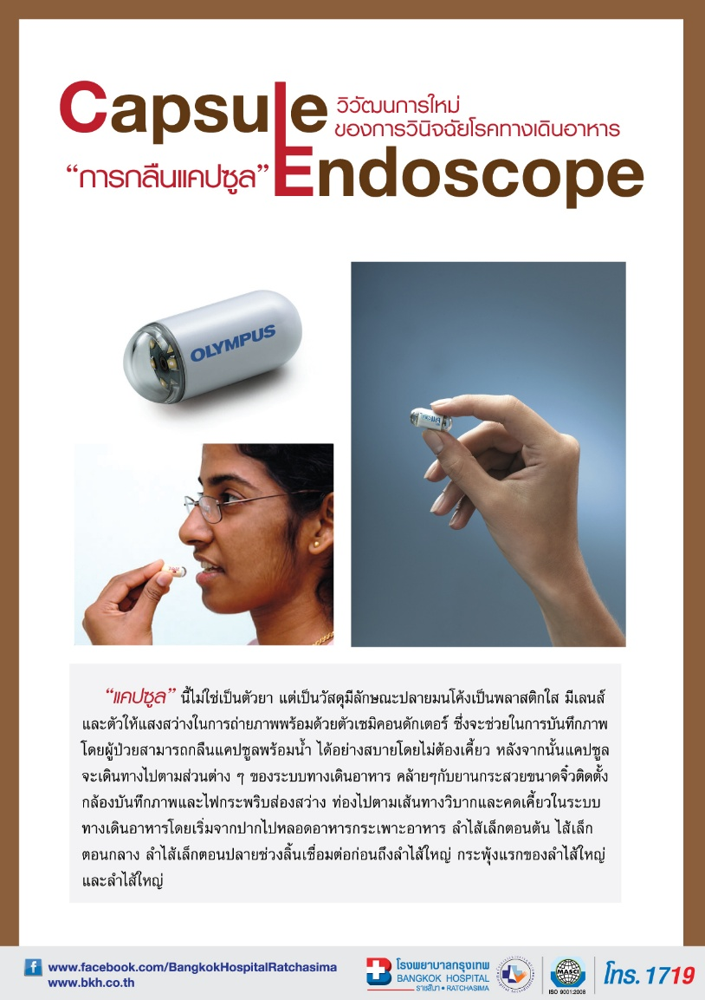 Capsule
วิวัฒนการใหม่
ของการวินิจฉัยโรคทางเดินอาหาร
“การกลืนแคปซูล”
Endoscope
OLYMPUS
“แคปซูล” นี้ไม่ใช่เป็นตัวยา แต่เป็นวัสดุมีลักษณะปลายมนโค้งเป็นพลาสติกใส มีเลนส์
และตัวให้แสงสว่างในการถ่ายภาพพร้อมด้วยตัวเซมิคอนดักเตอร์ ซึ่งจะช่วยในการบันทึกภาพ
โดยผู้ป่วยสามารถกลืนแคปซูลพร้อมน้ำ ได้อย่างสบายโดยไม่ต้องเคี้ยว หลังจากนั้นแคปซูล
จะเดินทางไปตามส่วนต่าง ๆ ของระบบทางเดินอาหาร คล้ายๆกับยานกระสวยขนาดจิ๋วติดตั้ง
กล้องบันทึกภาพและไฟกระพริบส่องสว่าง ท่องไปตามเส้นทางวิบากและคดเคี้ยวในระบบ
ทางเดินอาหารโดยเริ่มจากปากไปหลอดอาหารกระเพาะอาหาร ลำไส้เล็กตอนต้น ไส้เล็ก
ตอนกลาง ลำไส้เล็กตอนปลายช่วงลิ้นเชื่อมต่อก่อนถึงลำไส้ใหญ่ กระพุ้งแรกของลำไส้ใหญ่
และลำไส้ใหญ่
www.facebook.com/BangkokHospitalRatchasima
www.bkh.co.th
โรงพยาบาลกรุงเทพ
BANGKOK HOSPITAL
ราชสีมา • RATCHASIMA
MASCI
ISO 9001:2008
โทร. 1719